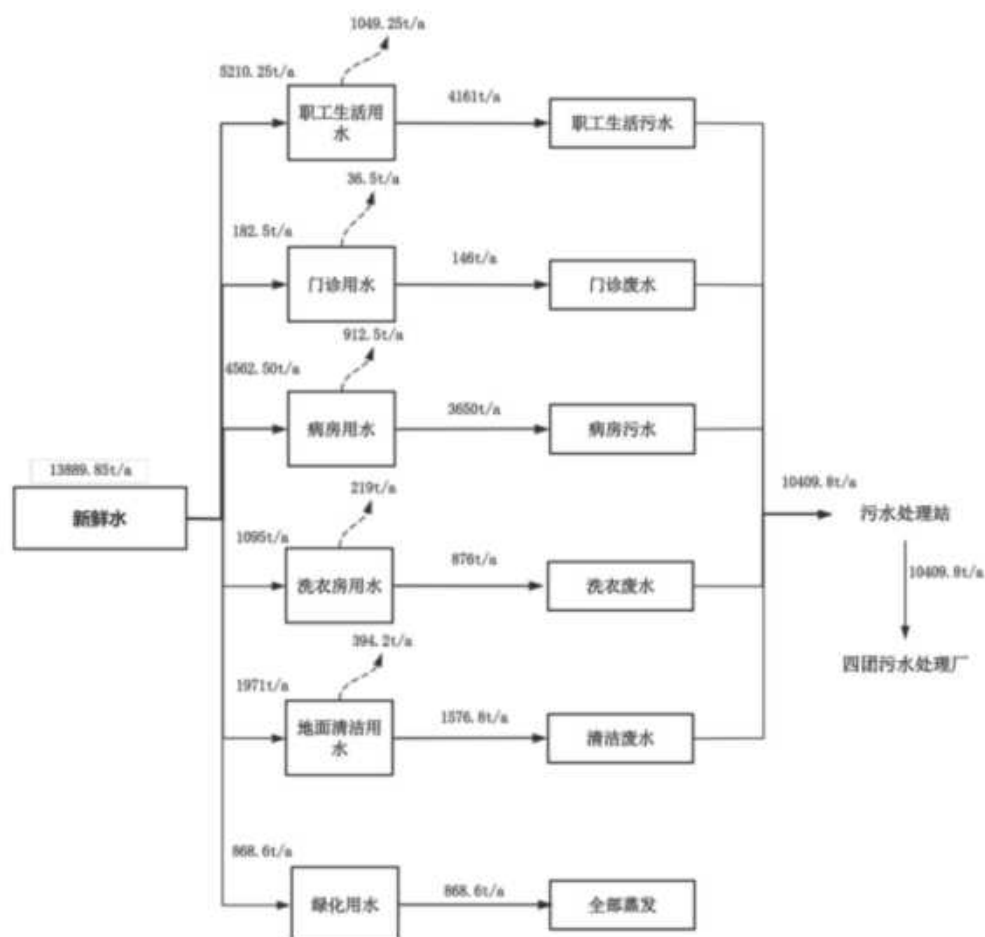 1049.25t/a
5210.25t/a
职工生活用
水
4161t/a
职工生活污水
36.5t/a
182.5t/a
门诊用水
146t/a
门诊废水
912.5t/a
4562.50t/a
病房用水
3650t/a
病房污水
13889.85t/a
新鲜水
219t/a
1095t/a
洗衣房用水
876t/a
洗衣废水
10409.8t/a
污水处理站
10409.8t/a
四团污水处理厂
394.2t/a
1971t/a
地面清洁用
水
1576.8t/a
清洁废水
868.6t/a
绿化用水
868.6t/a
全部蒸发